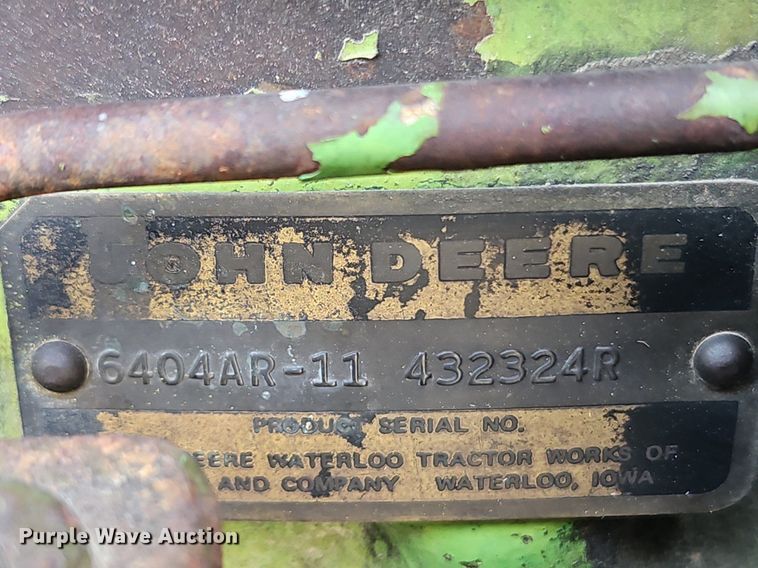 JOHN DEERE
6404AR-11 432324R
PRODUCT SERIAL NO.
DEERE WATERLOO TRACTOR WORKS OF
AND COMPANY WATERLOO, IOWA
Purple Wave Auction